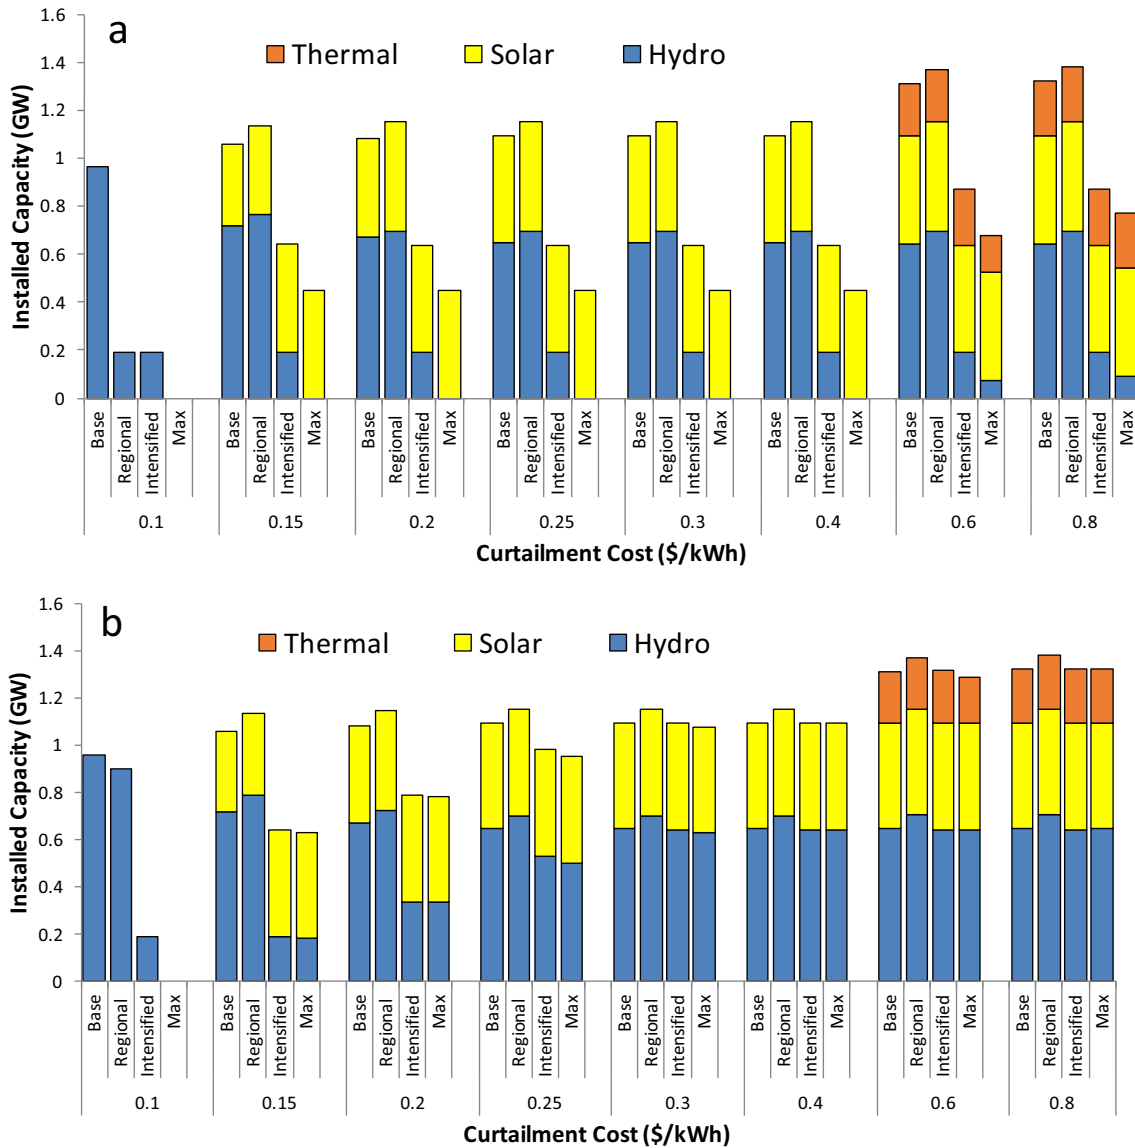 a
1.6
1.4
1.2
1
0.8
0.6
0.4
0.2
0
Installed Capacity (GW)
Thermal Solar Hydro
Base Regional Intensified Max Base Regional Intensified Max Base Regional Intensified Max Base Regional Intensified Max Base Regional Intensified Max Base Regional Intensified Max Base Regional Intensified Max Base Regional Intensified Max
0.1 0.15 0.2 0.25 0.3 0.4 0.6 0.8
Curtailment Cost ($/kWh)
b
1.6
1.4
1.2
1
0.8
0.6
0.4
0.2
0
Installed Capacity (GW)
Thermal Solar Hydro
Base Regional Intensified Max Base Regional Intensified Max Base Regional Intensified Max Base Regional Intensified Max Base Regional Intensified Max Base Regional Intensified Max Base Regional Intensified Max Base Regional Intensified Max
0.1 0.15 0.2 0.25 0.3 0.4 0.6 0.8
Curtailment Cost ($/kWh)